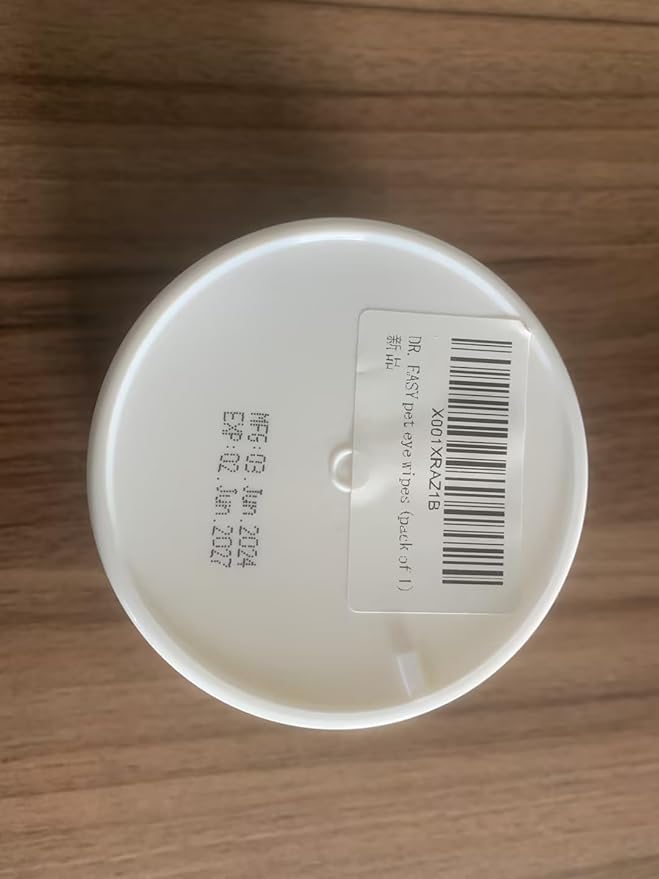 X001XRAZ1B
DR. EASY pet eye wipes (pack of 1)
新品
MFG:03.Jun.2024
EXP:02.Jun.2027